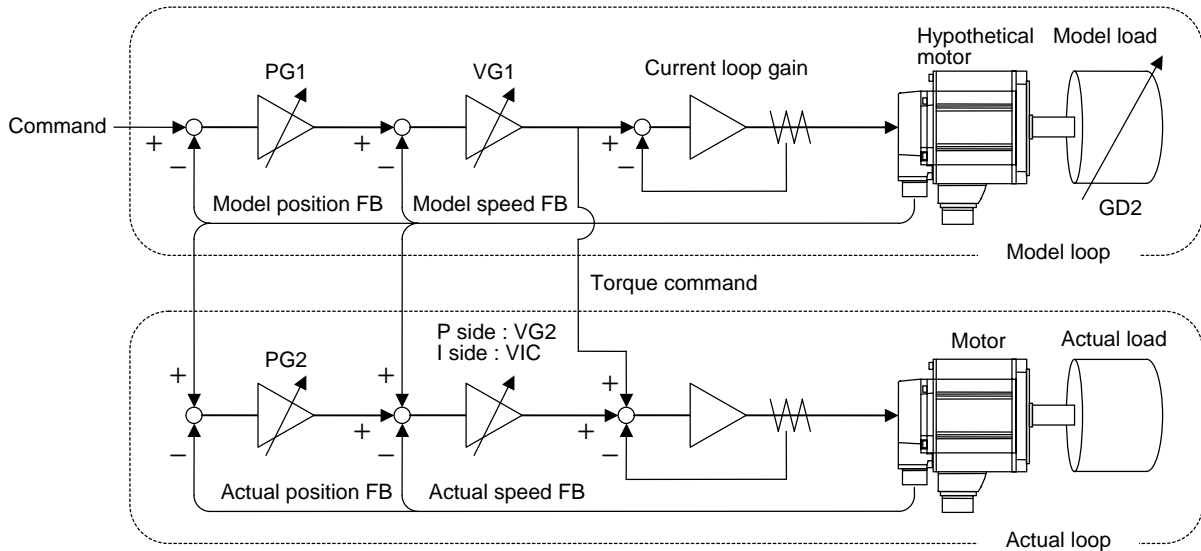 Hypothetical
motor
Model load
PG1
VG1
Current loop gain
Command
+
−
+
−
+
−
Model position FB
Model speed FB
GD2
Model loop
Torque command
P side : VG2
I side : VIC
Motor
Actual load
PG2
+
−
+
+
−
+
+
−
Actual position FB
Actual speed FB
Actual loop